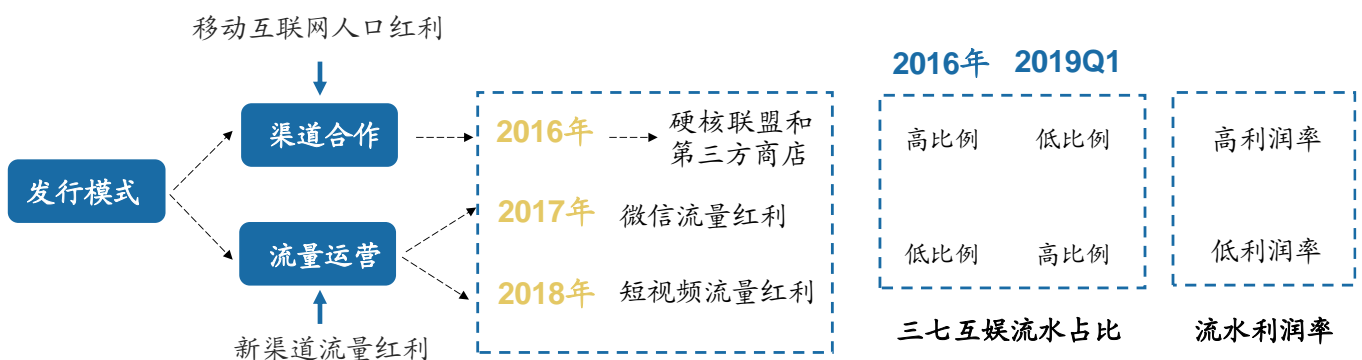 移动互联网人口红利
2016年 2019Q1
渠道合作
2016年
硬核联盟和
第三方商店
高比例 低比例
高利润率
发行模式
2017年 微信流量红利
流量运营
低比例 高比例
低利润率
2018年 短视频流量红利
三七互娱流水占比
流水利润率
新渠道流量红利